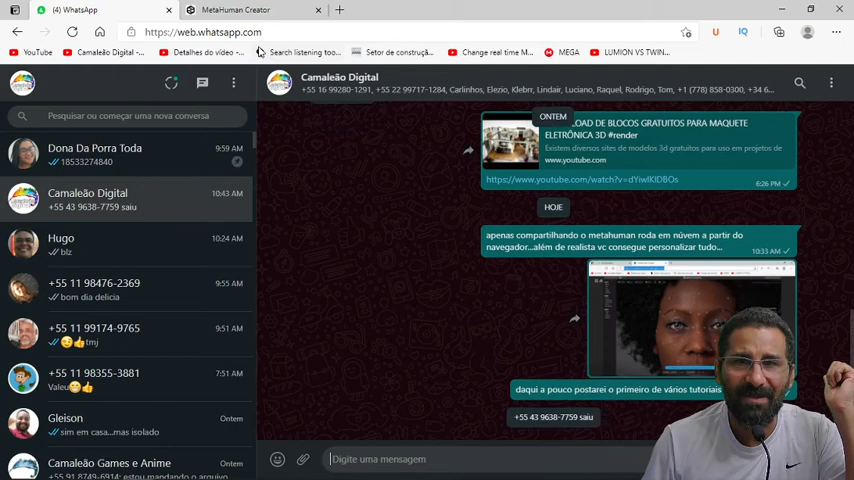 (4) WhatsApp
MetaHuman Creator
https://web.whatsapp.com
YouTube
Camaleão Digital -...
Detalhes do vídeo -...
Search listening too...
Setor de construçã...
Change real time M...
MEGA
LUMION VS TWIN...
Camaleão Digital
+55 16 99280-1291, +55 22 99717-1284, Carlinhos, Elezio, Klebrr, Lindair, Luciano, Raquel, Rodrigo, Tom, +1 (778) 858-0300, +34 6...
Pesquisar ou começar uma nova conversa
Dona Da Porra Toda
9:59 AM
18533274840
Camaleão Digital
10:43 AM
+55 43 9638-7759 saiu
Hugo
10:24 AM
blz
+55 11 98476-2369
9:55 AM
bom dia delicia
+55 11 99174-9765
9:51 AM
tmj
+55 11 98355-3881
7:51 AM
Valeu
Gleison
Ontem
sim em casa...mas isolado
Camaleão Games e Anime
Ontem
+55 91 8749-6914: estou mandando o arquivo
ONTEM
LOAD DE BLOCOS GRATUITOS PARA MAQUETE
ELETRÔNICA 3D #render
Existem diversos sites de modelos 3d gratuitos para uso em projetos de
www.youtube.com
https://www.youtube.com/watch?v=dYiwIKIDBOs
6:26 PM
HOJE
apenas compartilhando o metahuman roda em núvem a partir do
navegador...além de realista vc consegue personalizar tudo...
10:33 AM
daqui a pouco postarei o primeiro de vários tutoriais
+55 43 9638-7759 saiu
Digite uma mensagem